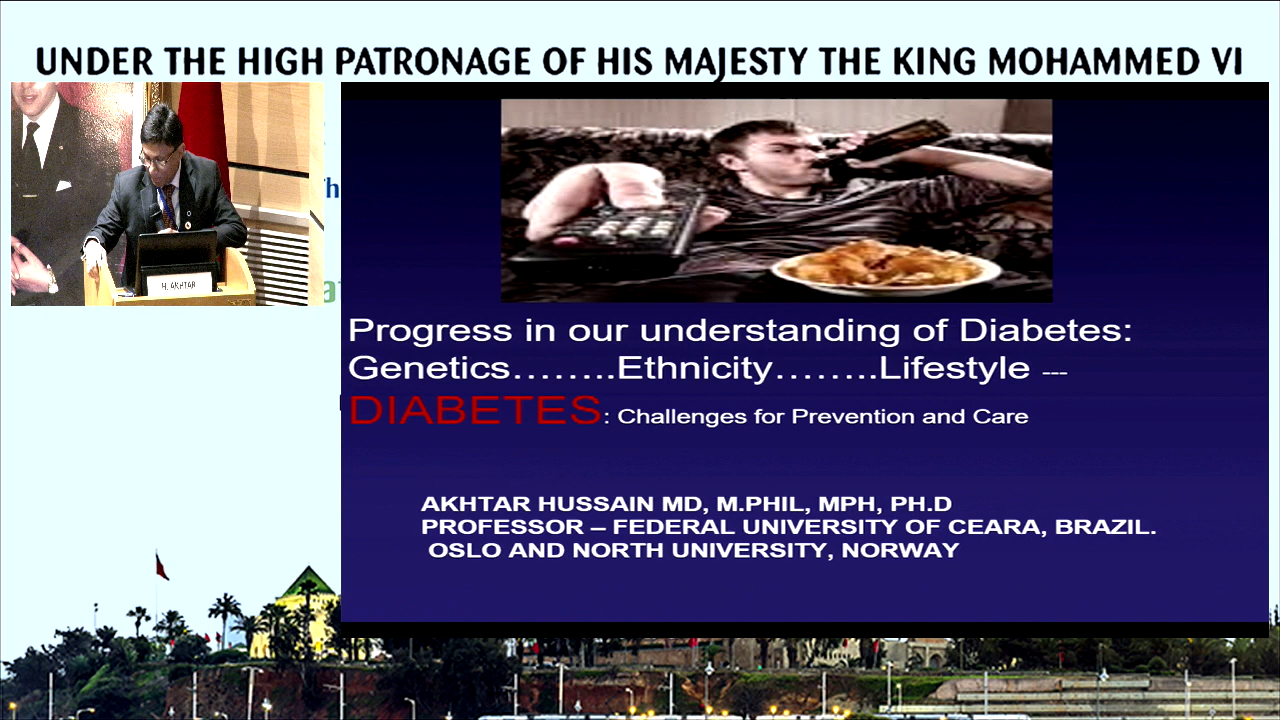 UNDER THE HIGH PATRONAGE OF HIS MAJESTY THE KING MOHAMMED VI
H. AKHTAR
Progress in our understanding of Diabetes:
Genetics……..Ethnicity……..Lifestyle ---
DIABETES: Challenges for Prevention and Care
AKHTAR HUSSAIN MD, M.PHIL, MPH, PH.D
PROFESSOR – FEDERAL UNIVERSITY OF CEARA, BRAZIL.
OSLO AND NORTH UNIVERSITY, NORWAY